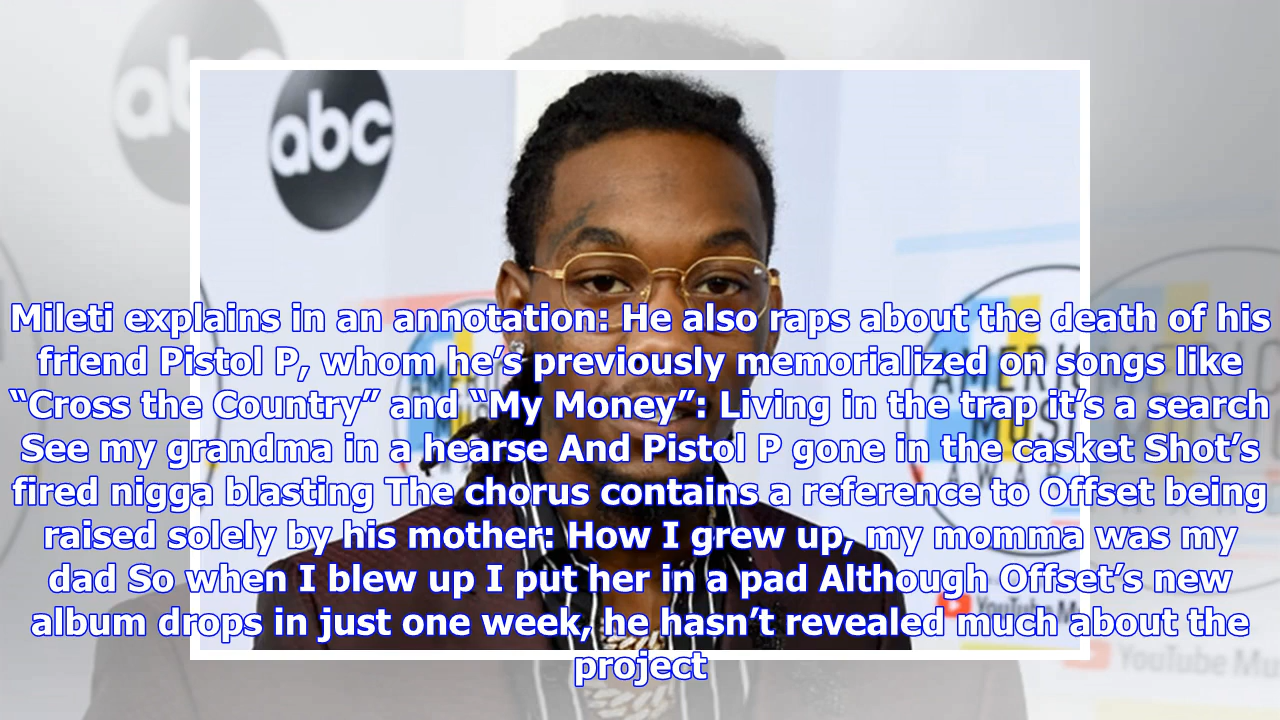 abc
Mileti explains in an annotation: He also raps about the death of his
friend Pistol P, whom he’s previously memorialized on songs like
“Cross the Country” and “My Money”: Living in the trap it’s a search
See my grandma in a hearse And Pistol P gone in the casket Shot’s
fired nigga blasting The chorus contains a reference to Offset being
raised solely by his mother: How I grew up, my momma was my
dad So when I blew up I put her in a pad Although Offset’s new
album drops in just one week, he hasn’t revealed much about the
project
YouTube Mu